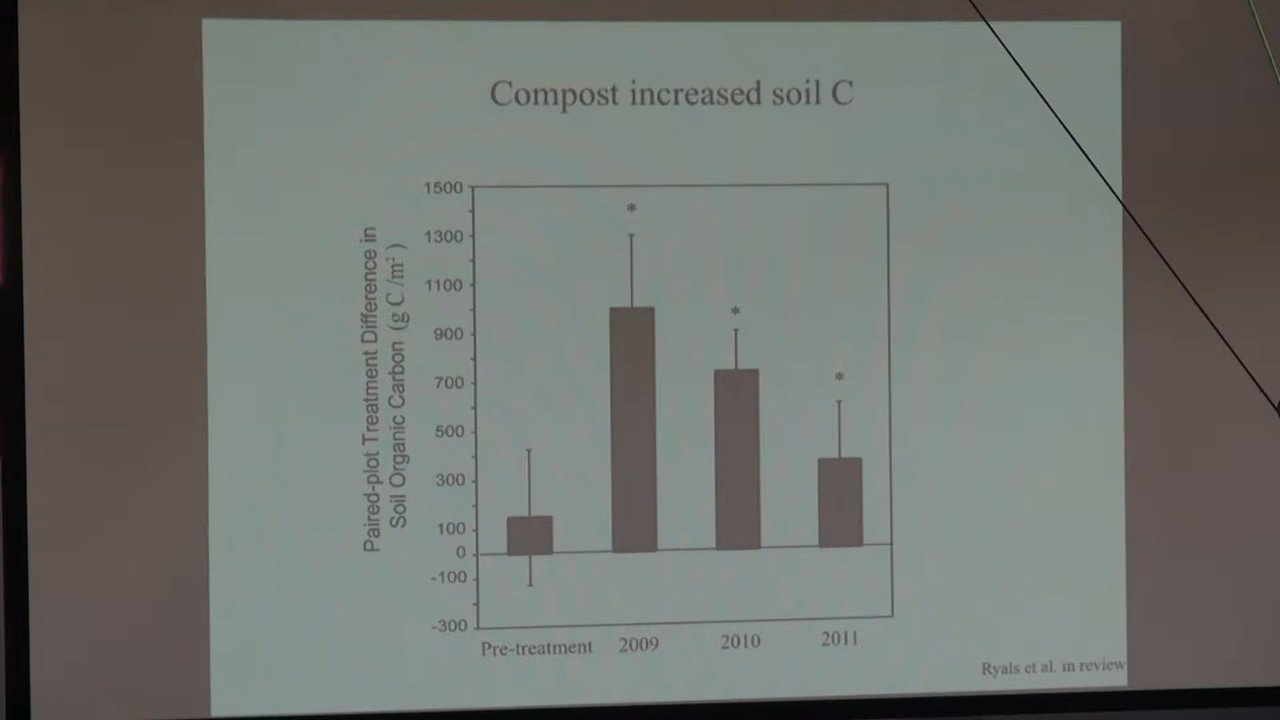 Compost increased soil C
Paired-plot Treatment Difference in
Soil Organic Carbon (g C /m²)
1500
1300
1100
900
700
500
300
100
0
-100
-300
*
*
*
Pre-treatment 2009 2010 2011
Ryals et al. in review